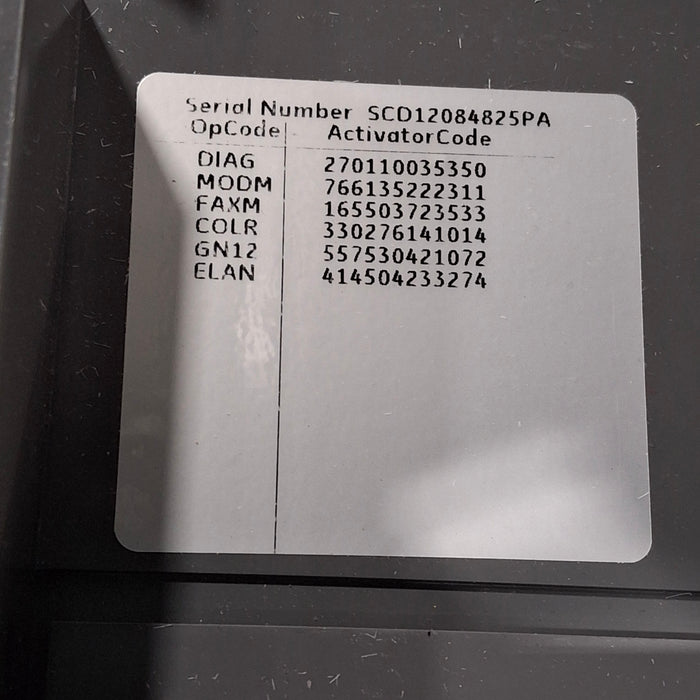 Serial Number SCD12084825PA
OpCode ActivatorCode
DIAG 270110035350
MODM 766135222311
FAXM 165503723533
COLR 330276141014
GN12 557530421072
ELAN 414504233274